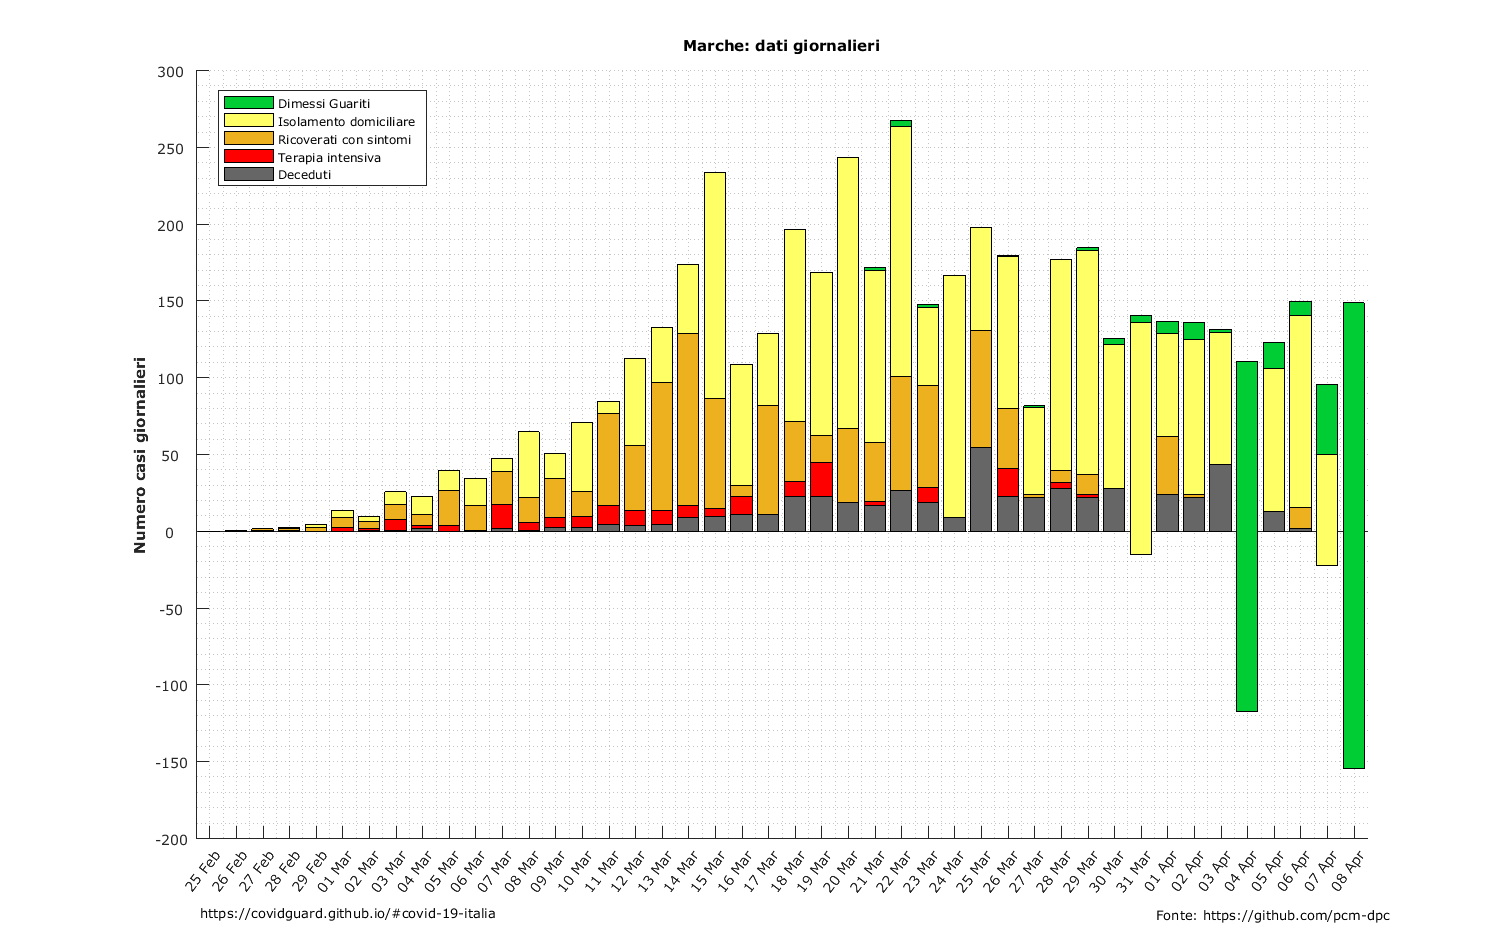 Marche: dati giornalieri
Numero casi giornalieri
300
250
200
150
100
50
0
-50
-100
-150
-200
Dimessi Guariti
Isolamento domiciliare
Ricoverati con sintomi
Terapia intensiva
Deceduti
25 Feb
26 Feb
27 Feb
28 Feb
29 Feb
01 Mar
02 Mar
03 Mar
04 Mar
05 Mar
06 Mar
07 Mar
08 Mar
09 Mar
10 Mar
11 Mar
12 Mar
13 Mar
14 Mar
15 Mar
16 Mar
17 Mar
18 Mar
19 Mar
20 Mar
21 Mar
22 Mar
23 Mar
24 Mar
25 Mar
26 Mar
27 Mar
28 Mar
29 Mar
30 Mar
31 Mar
01 Apr
02 Apr
03 Apr
04 Apr
05 Apr
06 Apr
07 Apr
08 Apr
https://covidguard.github.io/#covid-19-italia
Fonte: https://github.com/pcm-dpc